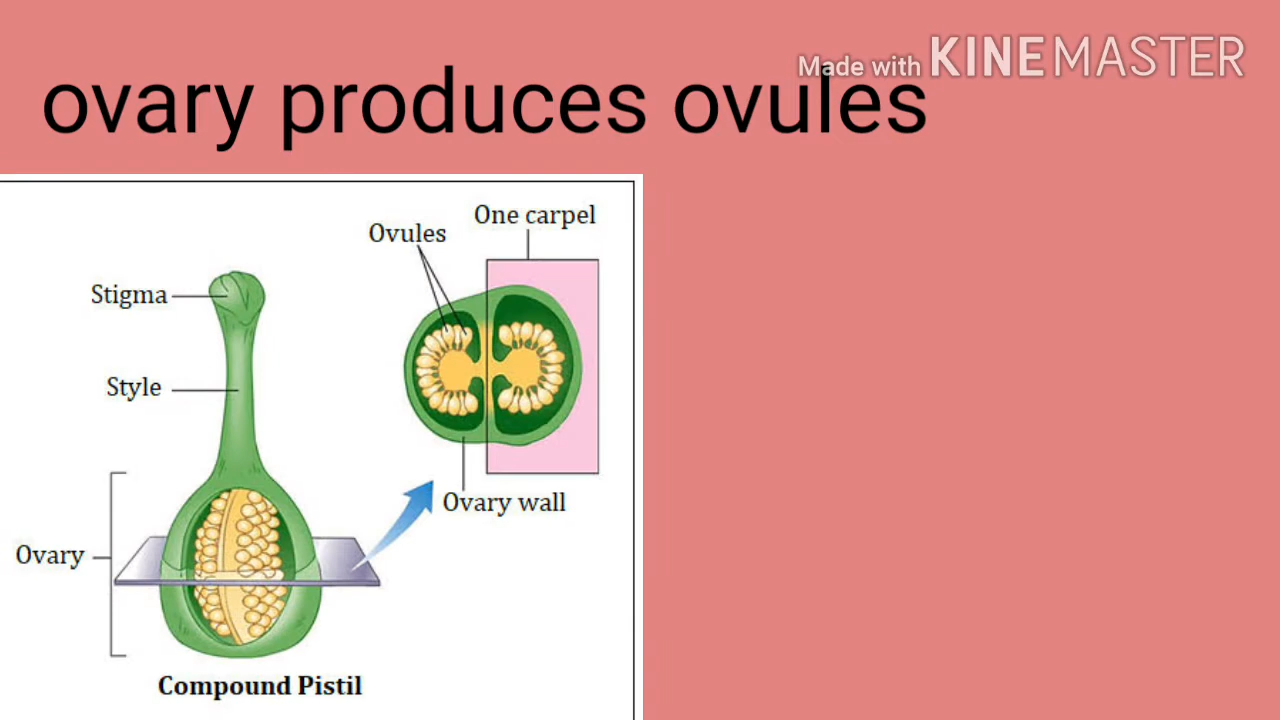 Made with KINEMASTER
ovary produces ovules
One carpel
Ovules
Stigma
Style
Ovary wall
Ovary
Compound Pistil